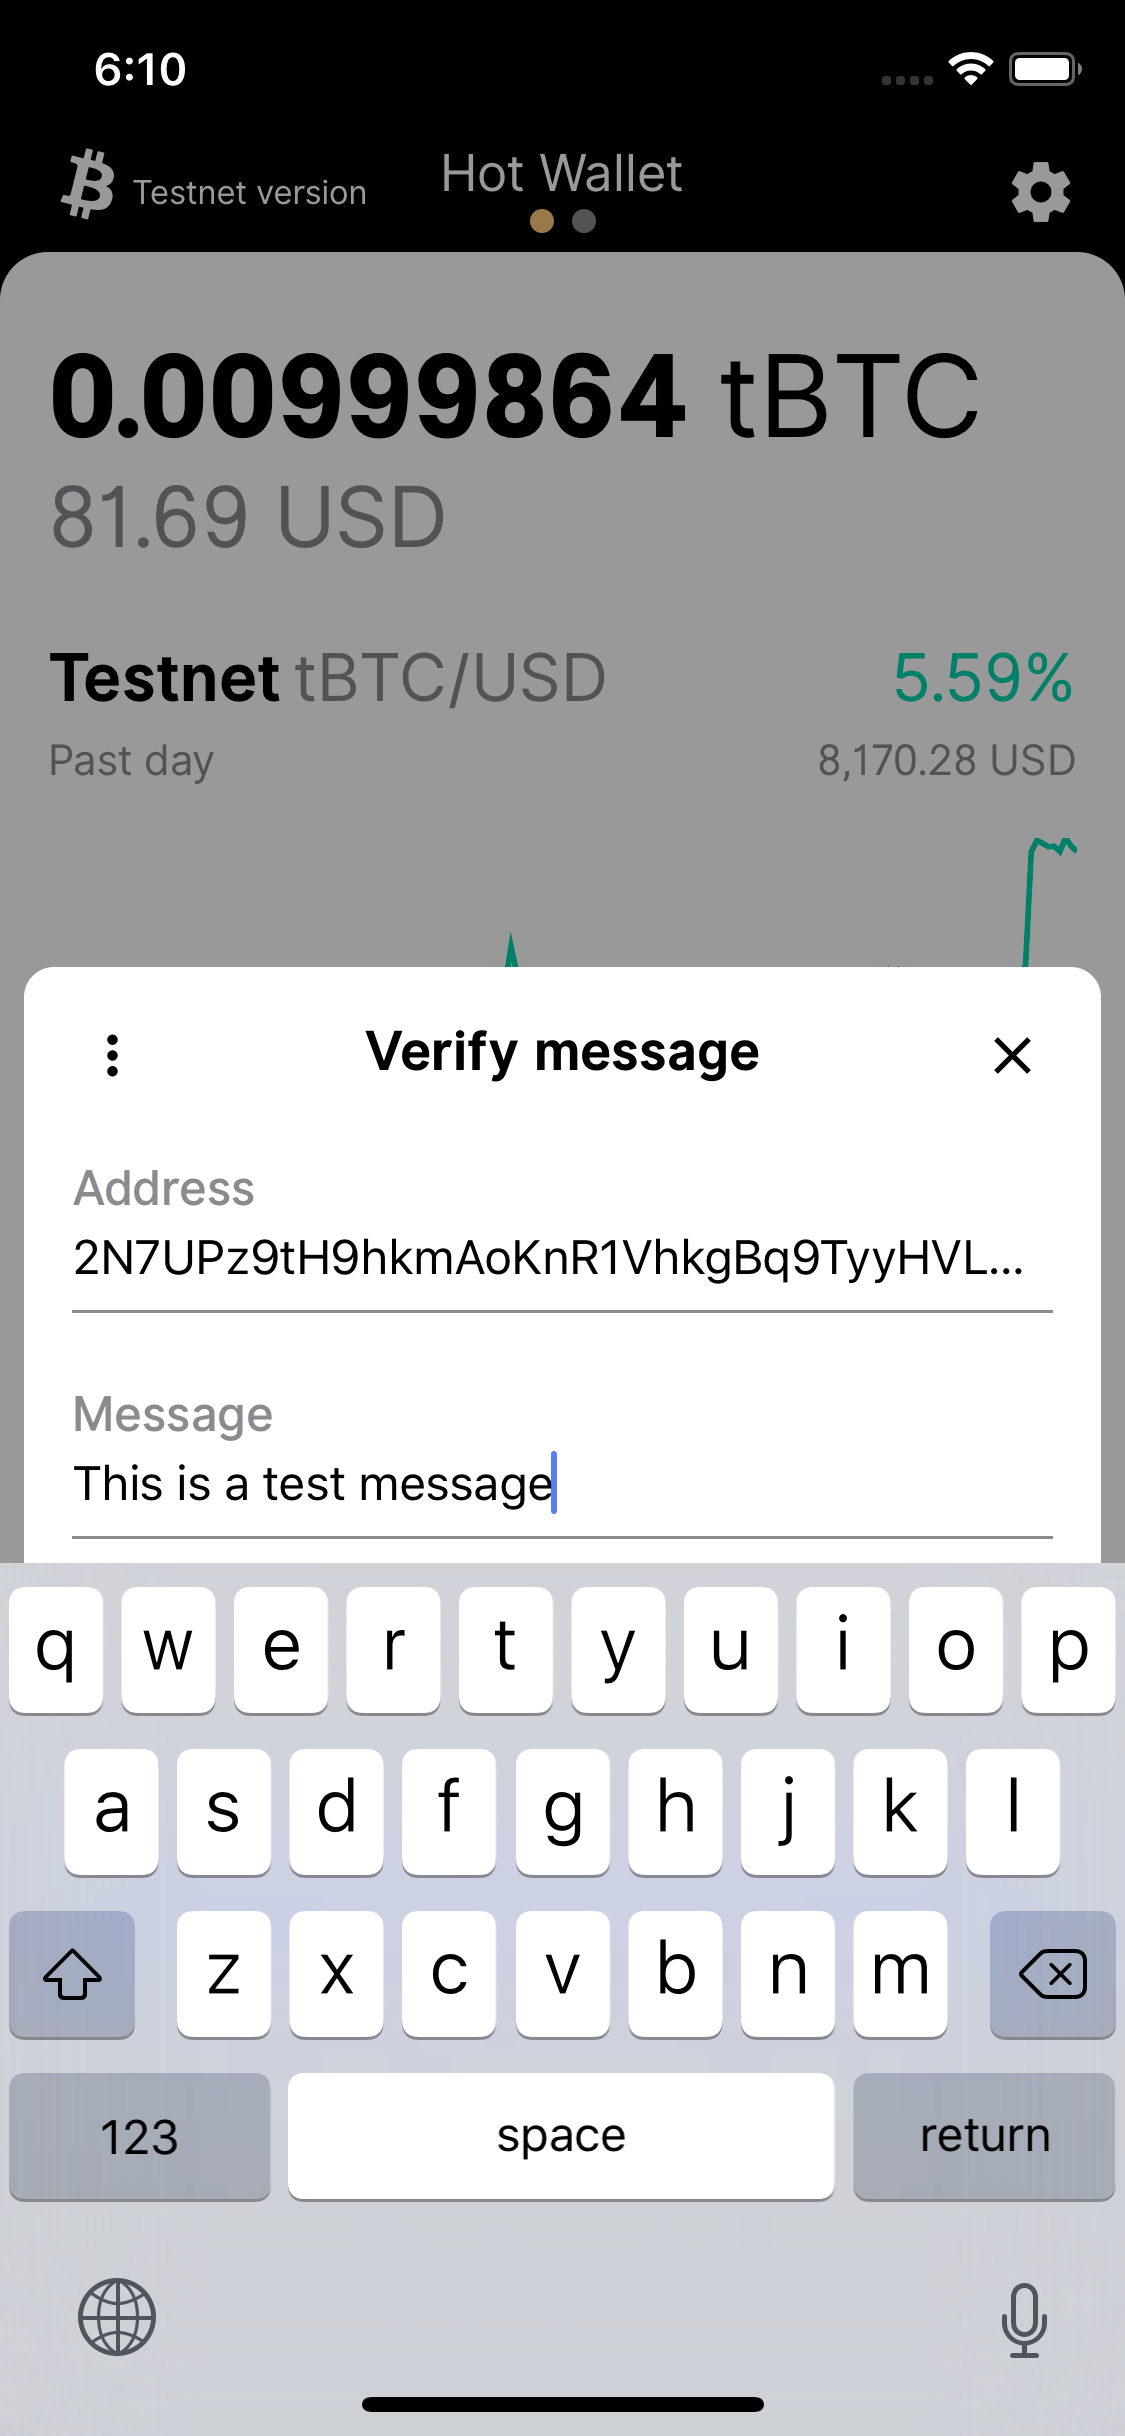 6:10
Testnet version
Hot Wallet
0.00999864 tBTC
81.69 USD
Testnet tBTC/USD
5.59%
Past day
8,170.28 USD
Verify message
Address
2N7UPz9tH9hkmAoKnR1VhkgBq9TyyHVL...
Message
This is a test message
q w e r t y u i o p
a s d f g h j k l
z x c v b n m
123 space return